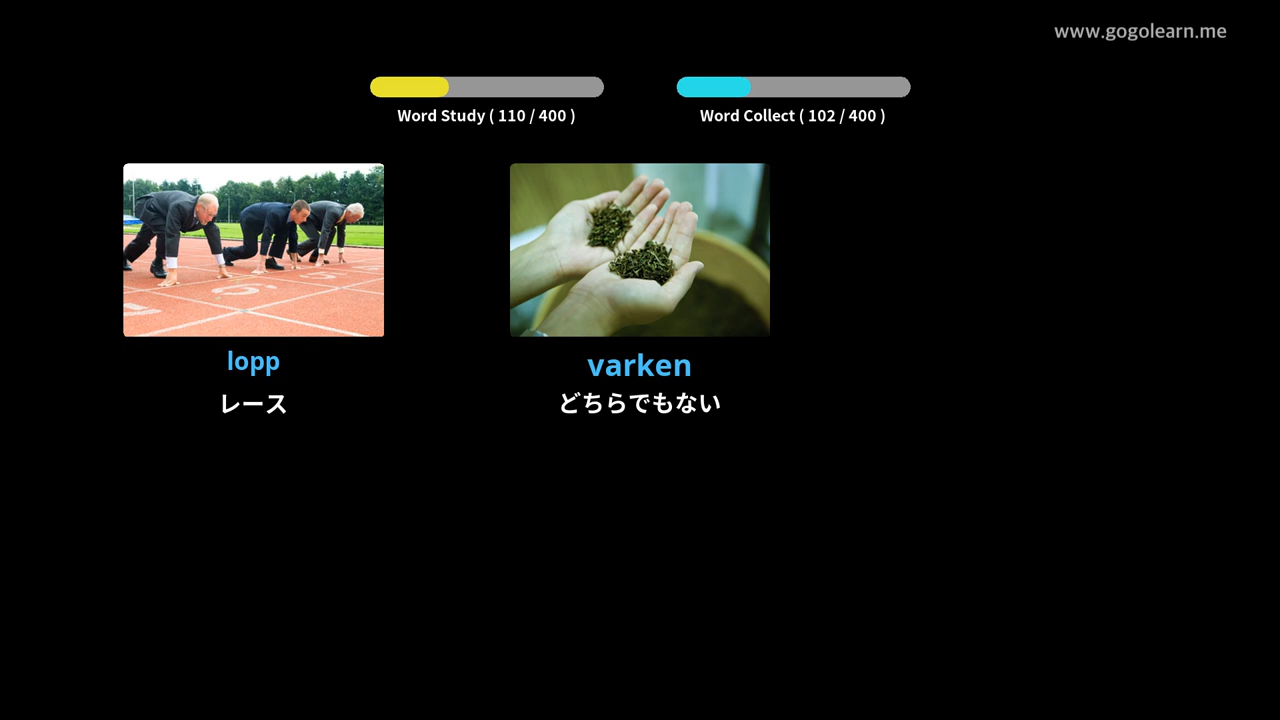 www.gogolearn.me
Word Study ( 110 / 400 )
Word Collect ( 102 / 400 )
lopp
varken
レース
どちらでもない